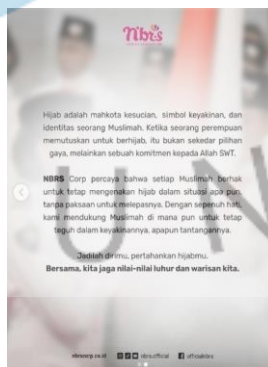 nbrs
Hijab adalah mahkota kesucian, simbol keyakinan, dan
identitas seorang Muslimah. Ketika seorang perempuan
memutuskan untuk berhijab, itu bukan sekedar pilihan
gaya, melainkan sebuah komitmen kepada Allah SWT.
NBRS Corp percaya bahwa setiap Muslimah berhak
untuk tetap mengenakan hijab dalam situasi apa pun,
tanpa paksaan untuk melepasnya. Dengan sepenuh hati,
kami mendukung Muslimah di mana pun untuk tetap
teguh dalam keyakinannya, apapun tantangannya.
Jadilah dirimu, pertahankan hijabmu.
Bersama, kita jaga nilai-nilai luhur dan warisan kita.
nbrscorp.co.id nbrsofficial officialnbrs